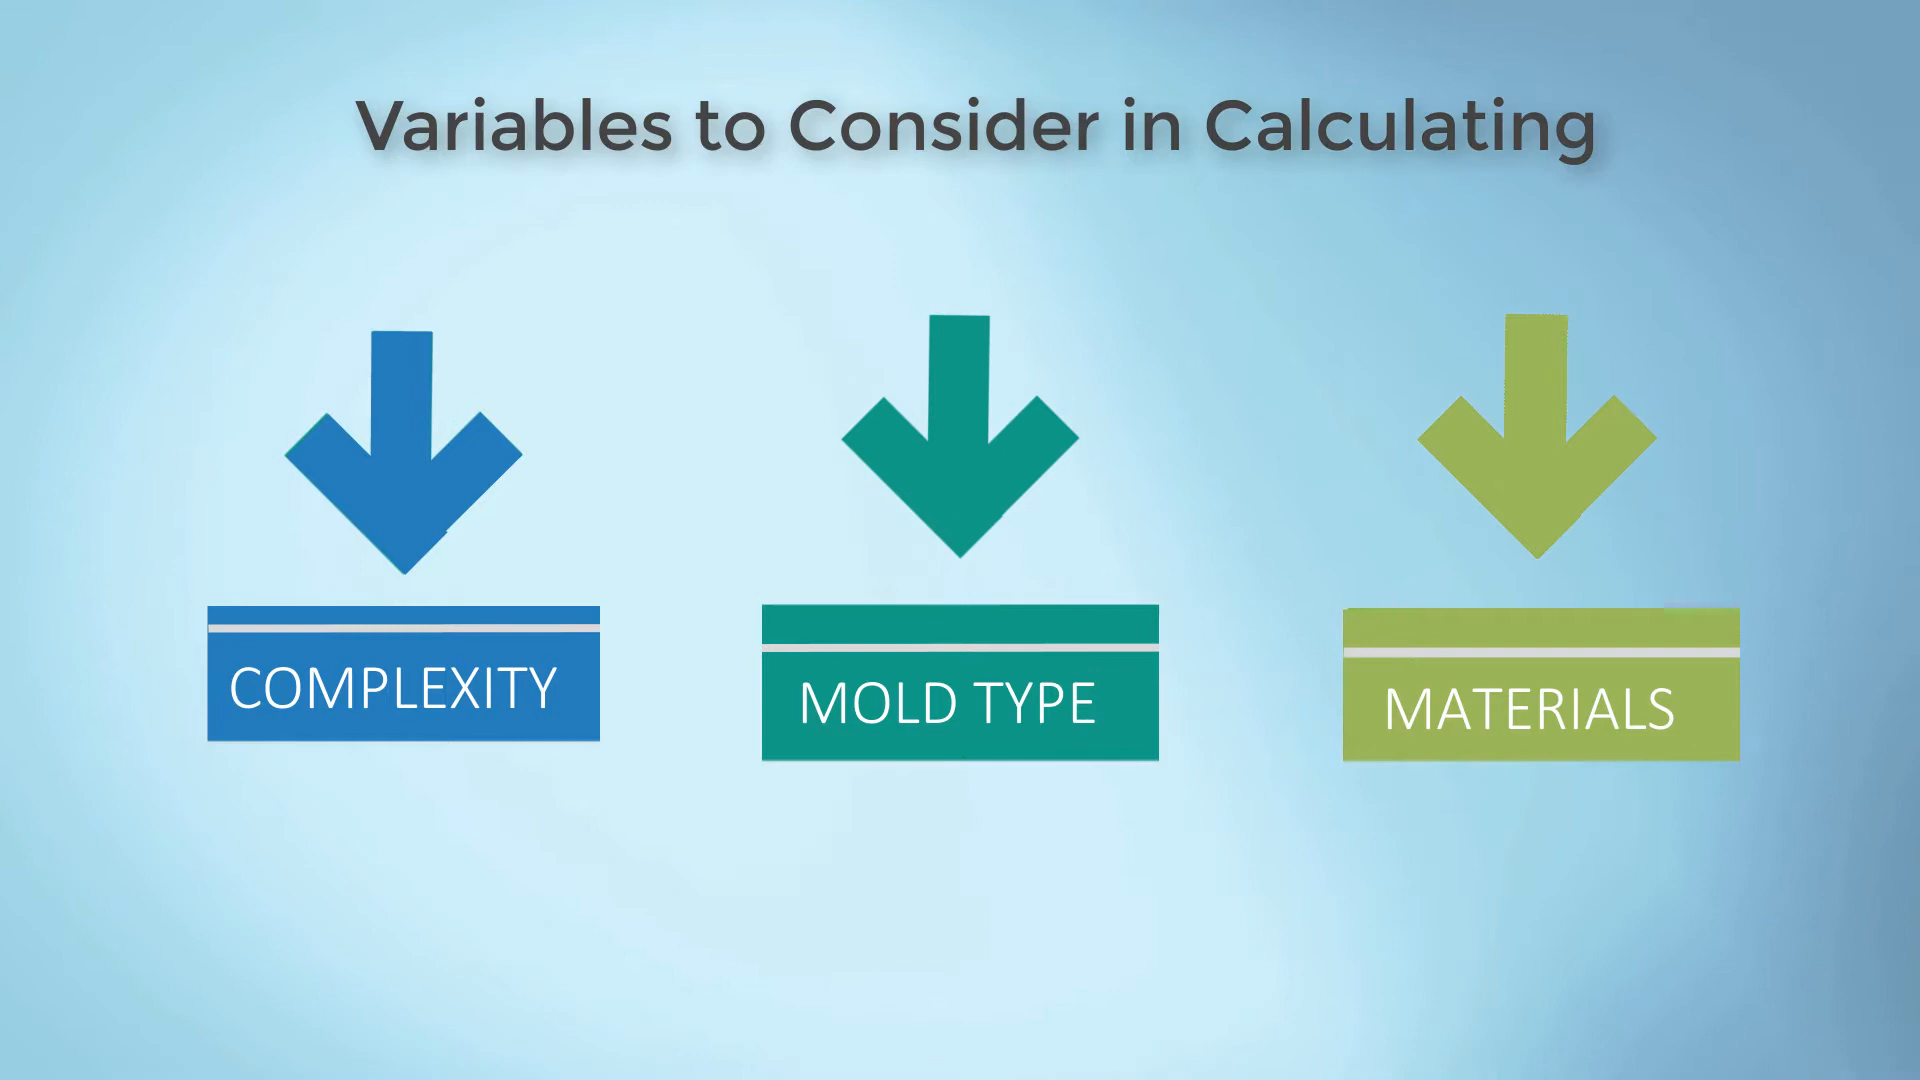 Variables to Consider in Calculating
COMPLEXITY
MOLD TYPE
MATERIALS